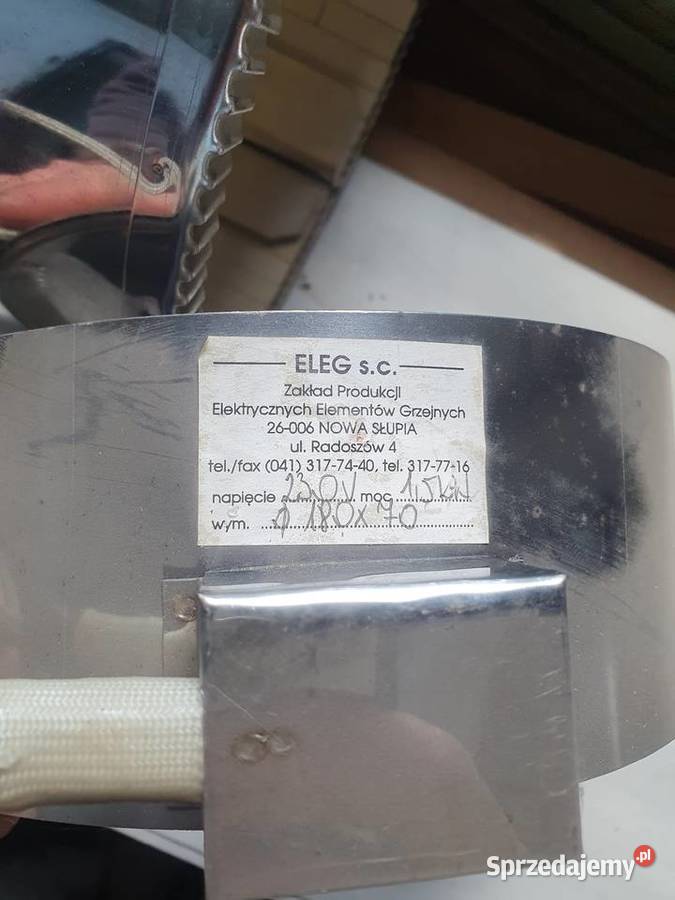 ELEG s.c.
Zakład Produkcji
Elektrycznych Elementów Grzejnych
26-006 NOWA SŁUPIA
ul. Radoszów 4
tel./fax (041) 317-74-40, tel. 317-77-16
napięcie 230V moc 1,5kW
wym. ϕ 180x70
Sprzedajemy.pl